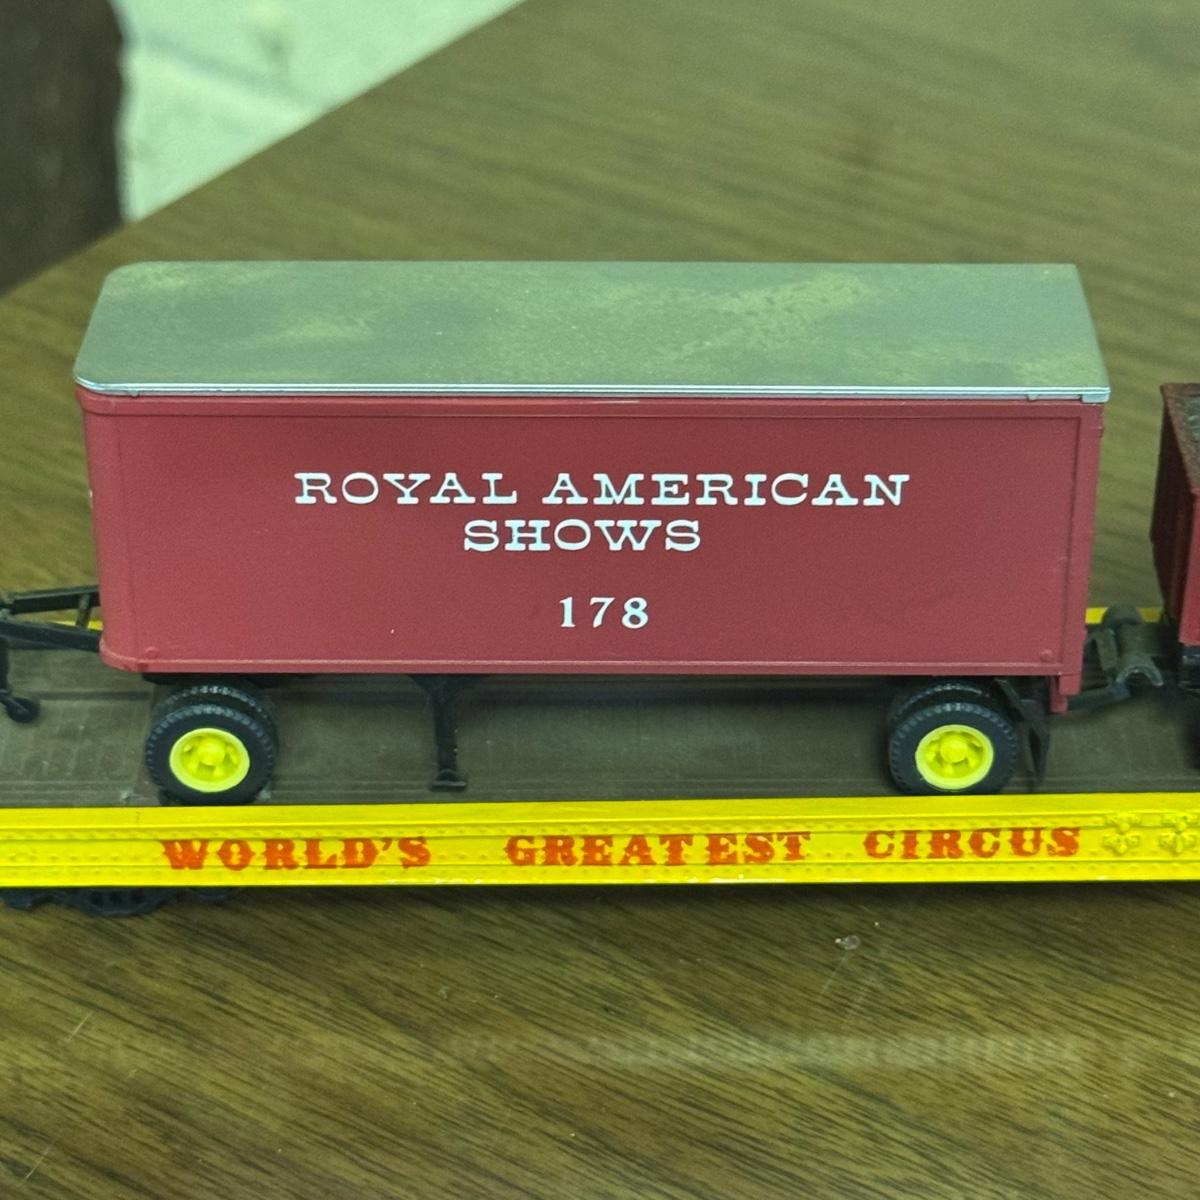 ROYAL AMERICAN
SHOWS
178
WORLD'S GREATEST CIRCUS